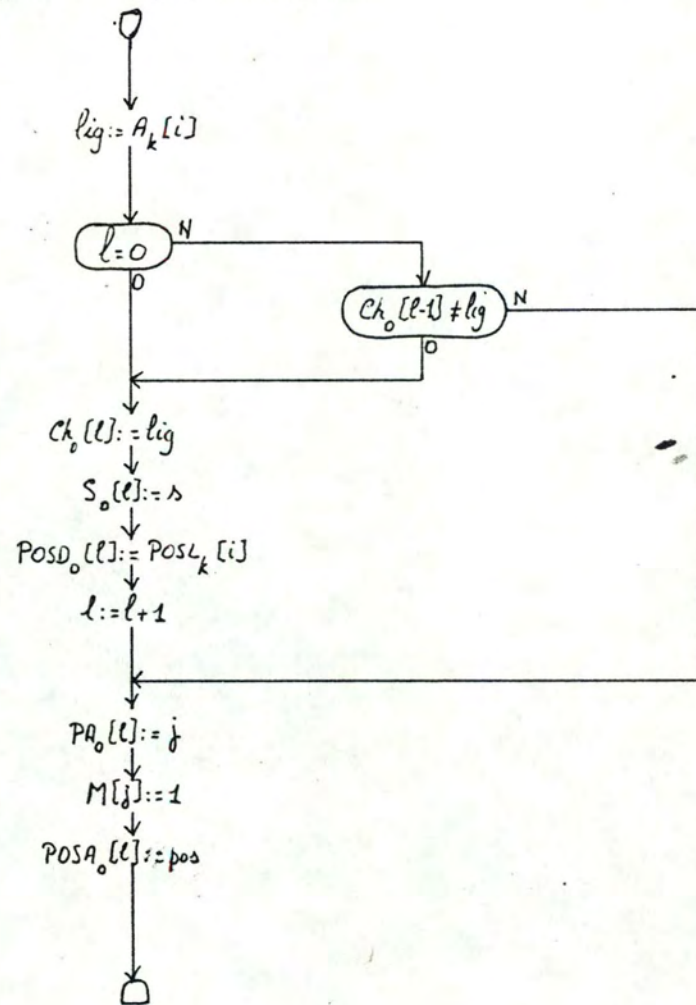 lig := A_k [i]
l=0
N
O
Ch_o [l-1] ≠ lig
N
O
Ch_o [l] := lig
S_o [l] := s
POSD_o [l] := POSL_k [i]
l := l+1
PA_o [l] := j
M[j] := 1
POSA_o [l] := pos